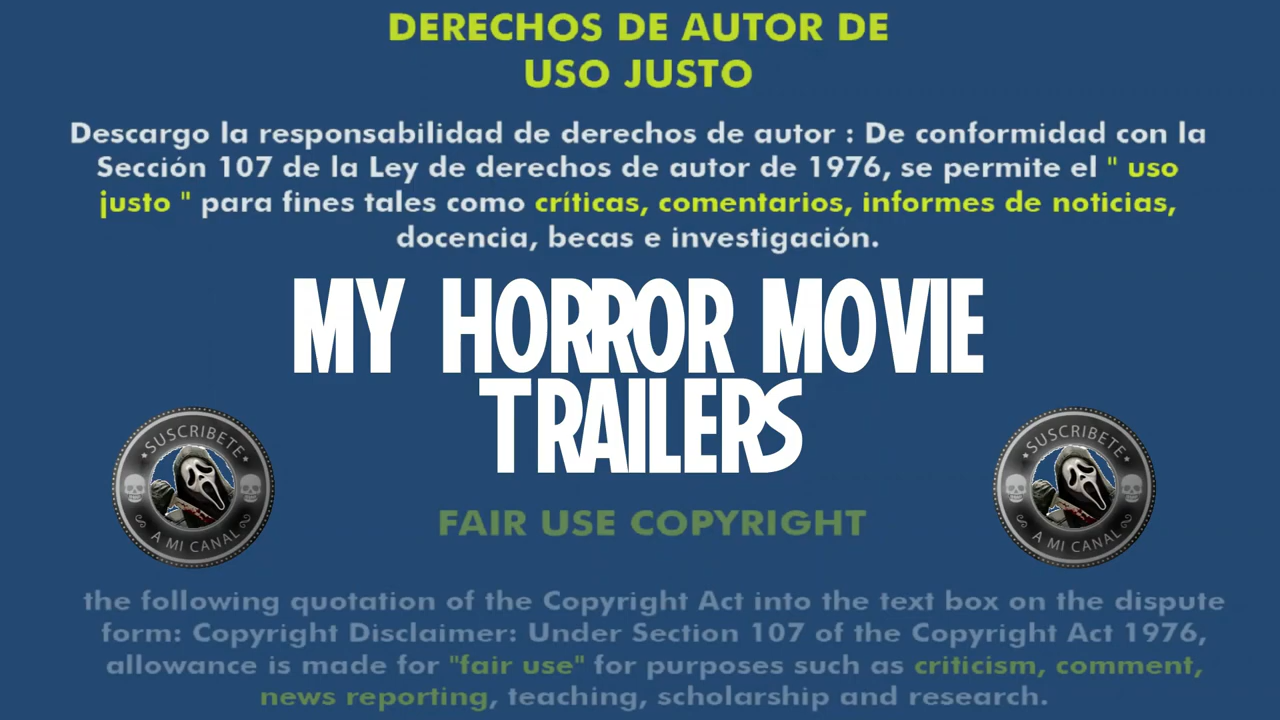 DERECHOS DE AUTOR DE
USO JUSTO
Descargo la responsabilidad de derechos de autor : De conformidad con la
Sección 107 de la Ley de derechos de autor de 1976, se permite el " uso
justo " para fines tales como críticas, comentarios, informes de noticias,
docencia, becas e investigación.
MY HORROR MOVIE
TRAILERS
SUSCRIBETE
A MI CANAL
SUSCRIBETE
A MI CANAL
FAIR USE COPYRIGHT
the following quotation of the Copyright Act into the text box on the dispute
form: Copyright Disclaimer: Under Section 107 of the Copyright Act 1976,
allowance is made for "fair use" for purposes such as criticism, comment,
news reporting, teaching, scholarship and research.